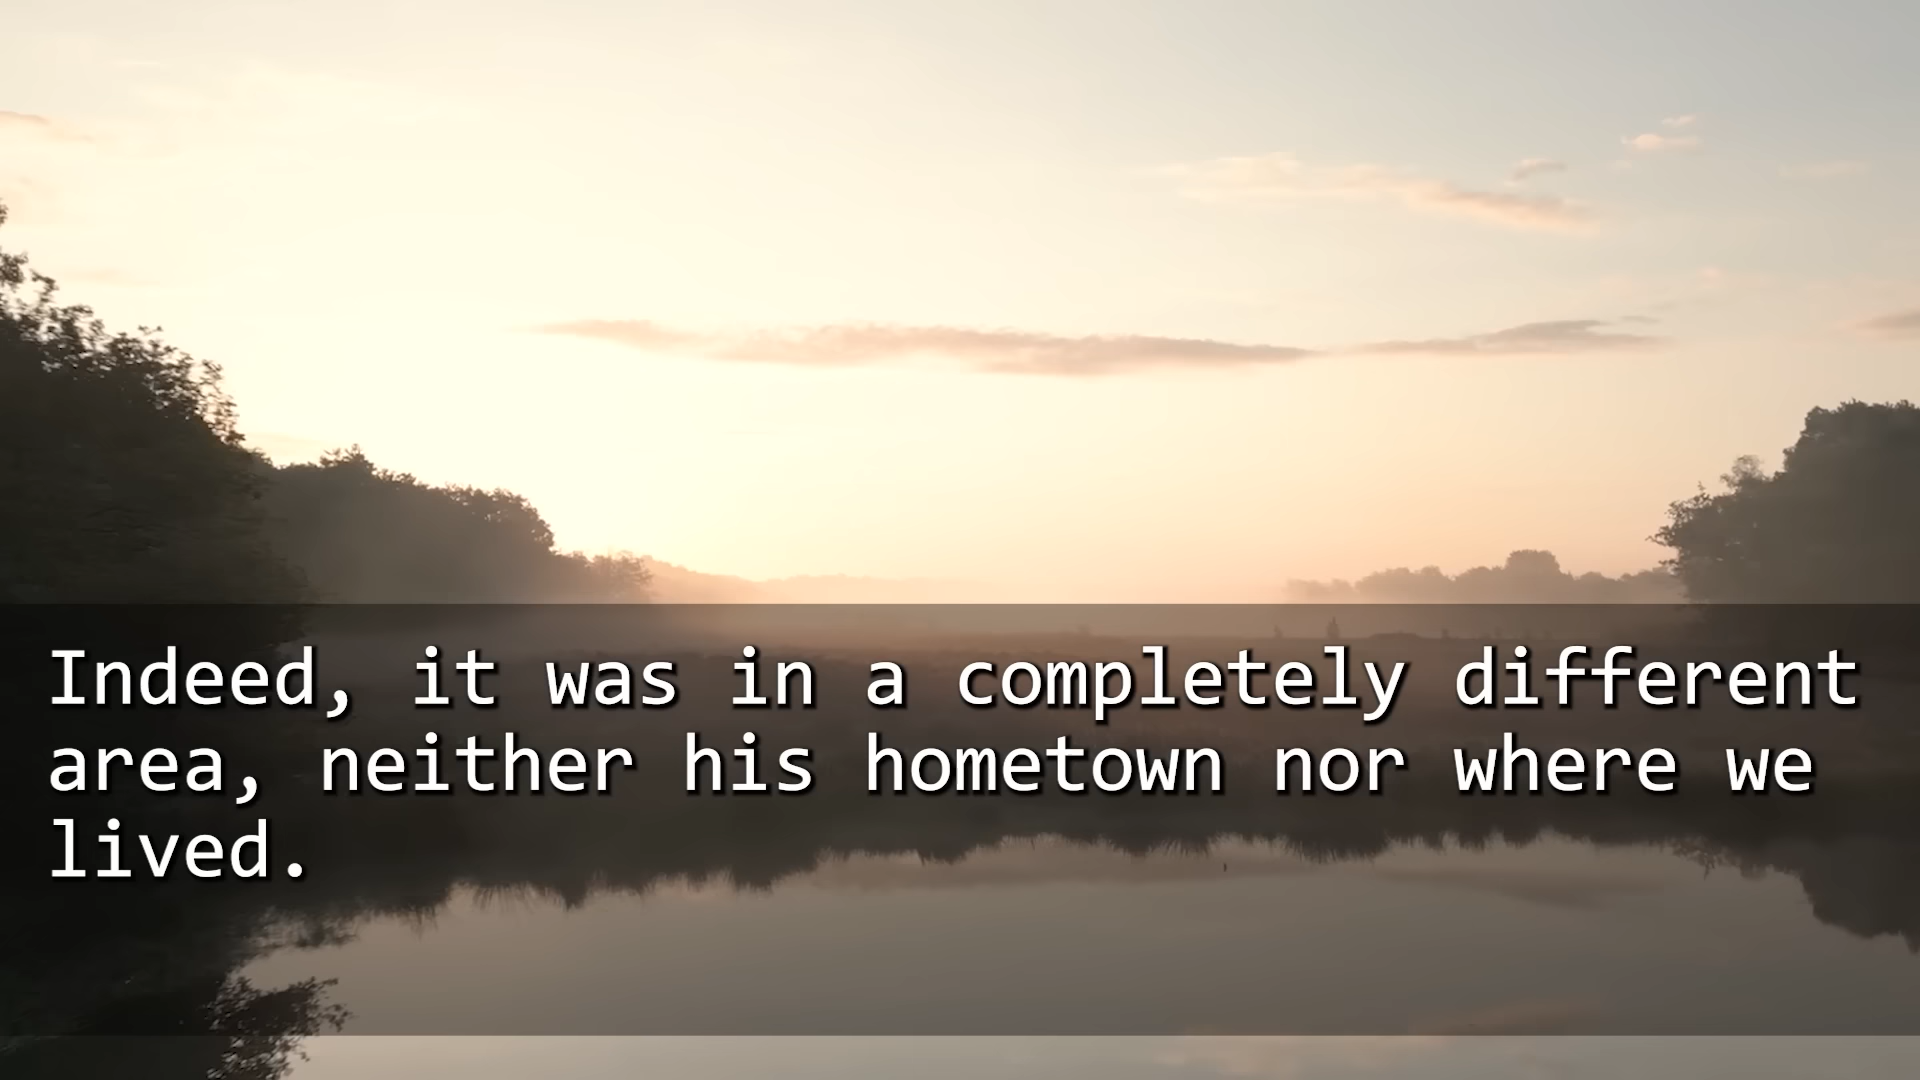 Indeed, it was in a completely different
area, neither his hometown nor where we
lived.